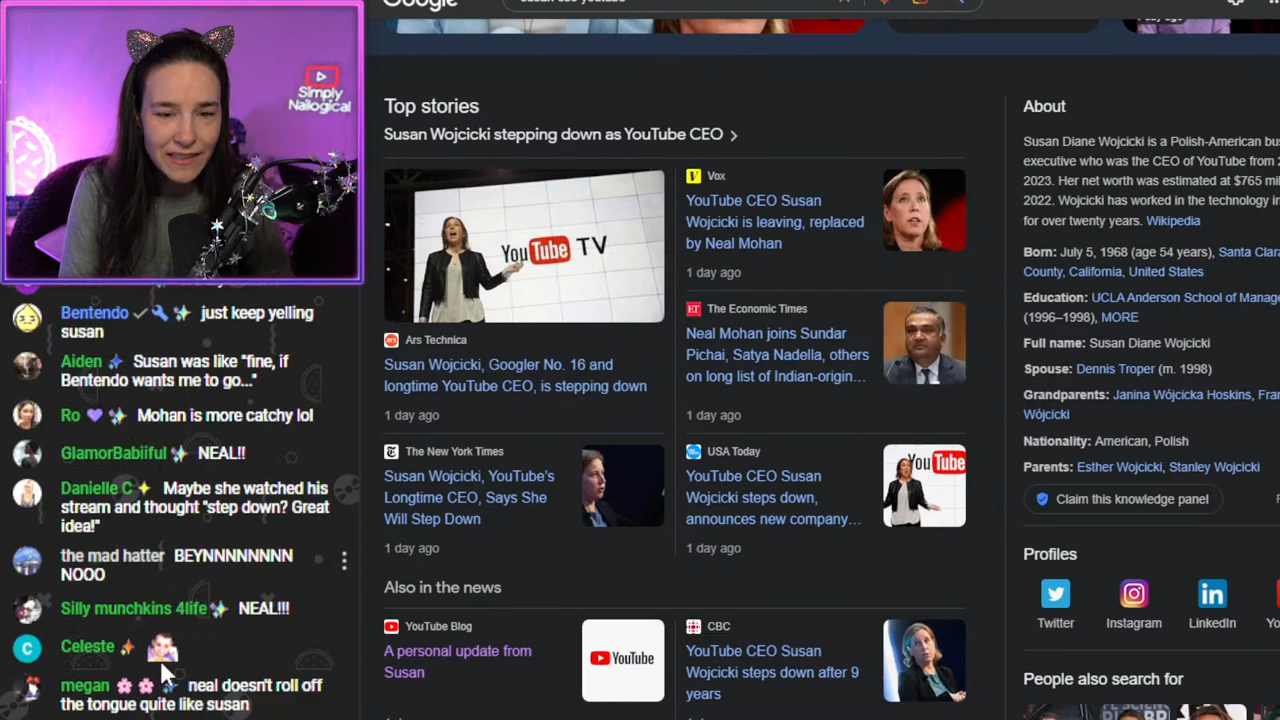 Simply
Nailogical
Bentendo just keep yelling
susan
Aiden Susan was like "fine, if
Bentendo wants me to go..."
Ro Mohan is more catchy lol
GlamorBabiiful NEAL!!
Danielle C Maybe she watched his
stream and thought "step down? Great
idea!"
the mad hatter BEYNNNNNNNN
NOOO
Silly munchkins 4life NEAL!!!
C Celeste
megan neal doesn't roll off
the tongue quite like susan
Google
1 day ago
Top stories
Susan Wojcicki stepping down as YouTube CEO >
YouTube TV
Ars Technica
Susan Wojcicki, Googler No. 16 and
longtime YouTube CEO, is stepping down
1 day ago
Vox
YouTube CEO Susan
Wojcicki is leaving, replaced
by Neal Mohan
1 day ago
ET The Economic Times
Neal Mohan joins Sundar
Pichai, Satya Nadella, others
on long list of Indian-origin...
1 day ago
The New York Times
Susan Wojcicki, YouTube's
Longtime CEO, Says She
Will Step Down
1 day ago
USA Today
YouTube CEO Susan
Wojcicki steps down,
announces new company...
1 day ago
You Tube
Also in the news
YouTube Blog
A personal update from
Susan
YouTube
CBC
YouTube CEO Susan
Wojcicki steps down after 9
years
About
Susan Diane Wojcicki is a Polish-American bu
executive who was the CEO of YouTube from 2
2023. Her net worth was estimated at $765 mil
2022. Wojcicki has worked in the technology in
for over twenty years. Wikipedia
Born: July 5, 1968 (age 54 years), Santa Clar
County, California, United States
Education: UCLA Anderson School of Manage
(1996–1998), MORE
Full name: Susan Diane Wojcicki
Spouse: Dennis Troper (m. 1998)
Grandparents: Janina Wójcicka Hoskins, Fran
Wójcicki
Nationality: American, Polish
Parents: Esther Wojcicki, Stanley Wojcicki
Claim this knowledge panel
Profiles
Twitter
Instagram
LinkedIn
Yo
People also search for